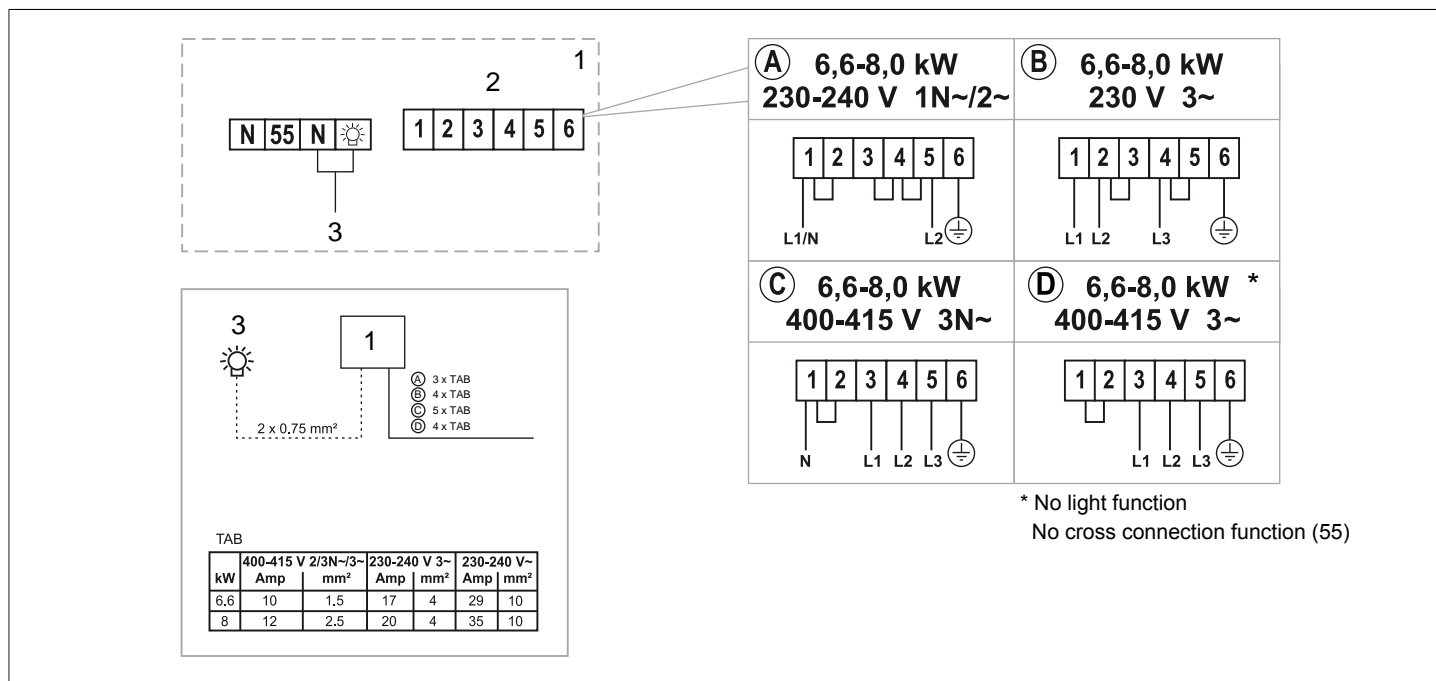 1
2
N 55 N
1 2 3 4 5 6
3
A 6,6-8,0 kW
230-240 V 1N~/2~
1 2 3 4 5 6
L1/N L2
B 6,6-8,0 kW
230 V 3~
1 2 3 4 5 6
L1 L2 L3
C 6,6-8,0 kW
400-415 V 3N~
1 2 3 4 5 6
N L1 L2 L3
D 6,6-8,0 kW *
400-415 V 3~
1 2 3 4 5 6
L1 L2 L3
* No light function
No cross connection function (55)
3
1
A 3 x TAB
B 4 x TAB
C 5 x TAB
D 4 x TAB
2 x 0.75 mm²
TAB
400-415 V 2/3N~/3~ 230-240 V 3~ 230-240 V~
kW Amp mm² Amp mm² Amp mm²
6.6 10 1.5 17 4 29 10
8 12 2.5 20 4 35 10